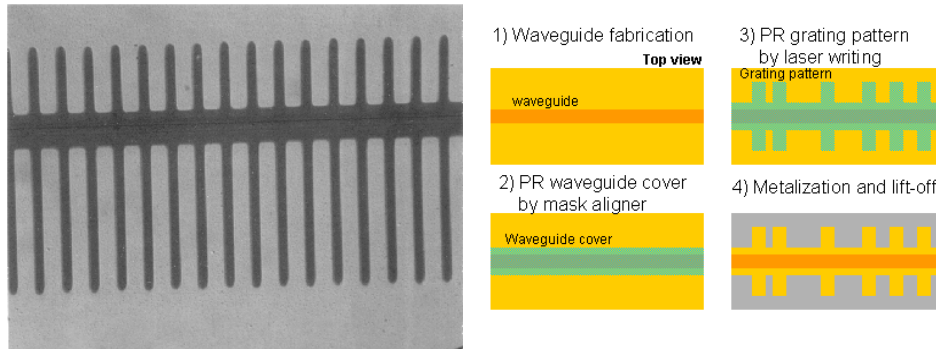 1) Waveguide fabrication
Top view
waveguide
2) PR waveguide cover
by mask aligner
Waveguide cover
3) PR grating pattern
by laser writing
Grating pattern
4) Metalization and lift-off